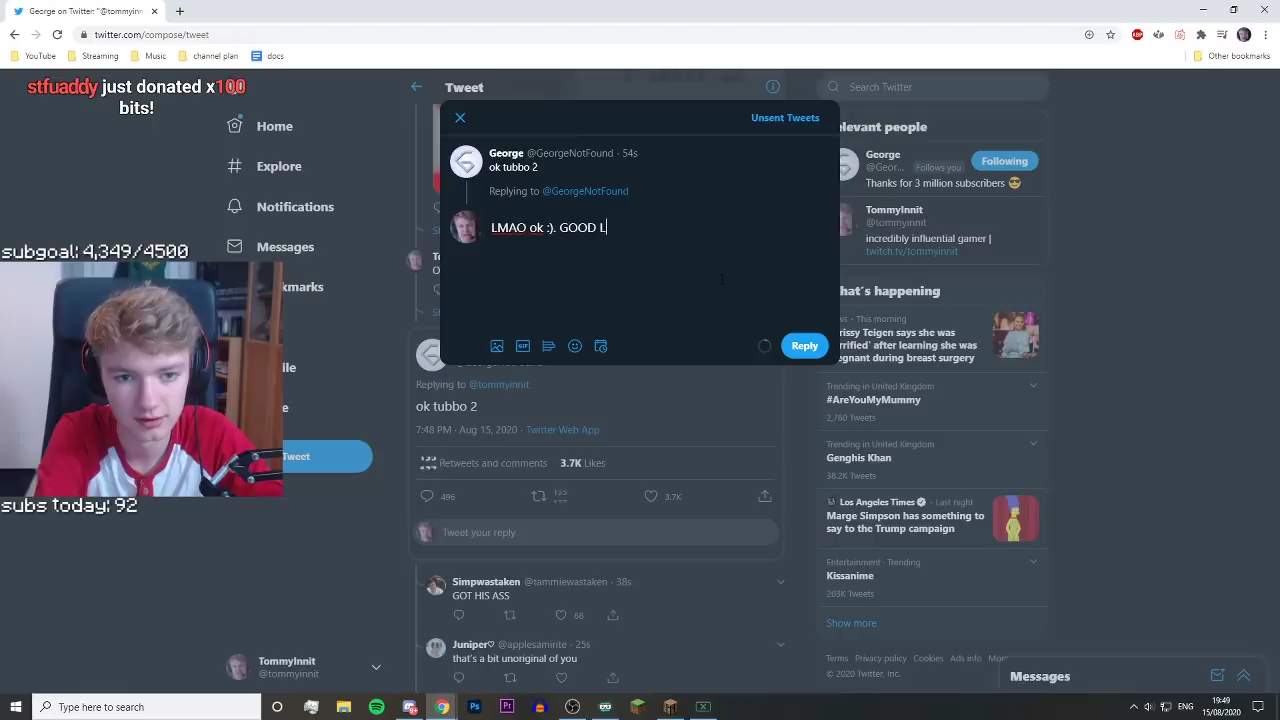 George on Twitter: "@tommyinnit
twitter.com/compose/tweet
YouTube
Streaming
Music
channel plan
docs
Other bookmarks
stfuaddy just donated x100
bits!
Home
Explore
Notifications
Messages
subgoal: 4,349/4500
Tweet
subs today: 92
TommyInnit
@tommyinnit
Tweet
Unsent Tweets
George @GeorgeNotFound · 54s
ok tubbo 2
Replying to @GeorgeNotFound
LMAO ok :). GOOD L
Reply
Replying to @tommyinnit
ok tubbo 2
7:48 PM · Aug 15, 2020 · Twitter Web App
Retweets and comments 3.7K Likes
496
3.7K
Tweet your reply
Simpwastaken @tammiewastaken · 38s
GOT HIS ASS
68
Juniper♡ @applesamirite · 25s
that's a bit unoriginal of you
Search Twitter
elevant people
George
@Geor... Follows you
Following
Thanks for 3 million subscribers 😎
TommyInnit
@tommyinnit
incredibly influential gamer |
twitch.tv/tommyinnit
hat's happening
This morning
rissy Teigen says she was
rrified' after learning she was
egnant during breast surgery
Trending in United Kingdom
#AreYouMyMummy
2,760 Tweets
Trending in United Kingdom
Genghis Khan
38.2K Tweets
Los Angeles Times · Last night
Marge Simpson has something to
say to the Trump campaign
Entertainment · Trending
Kissanime
203K Tweets
Show more
Terms Privacy policy Cookies Ads info
© 2020 Twitter, Inc.
Messages
Type here to search
19:49
15/08/2020